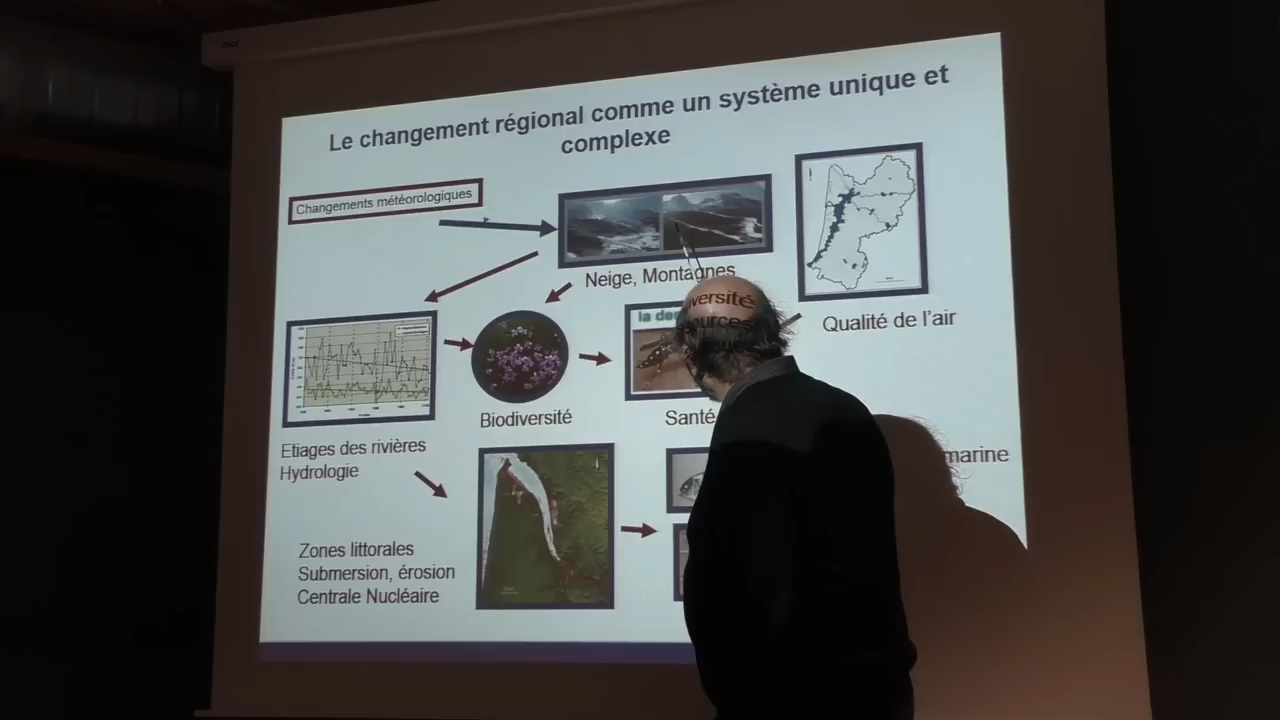 Le changement régional comme un système unique et
complexe
Changements météorologiques
Neige, Montagnes
Qualité de l'air
Biodiversité
Santé
Etiages des rivières
Hydrologie
marine
Zones littorales
Submersion, érosion
Centrale Nucléaire